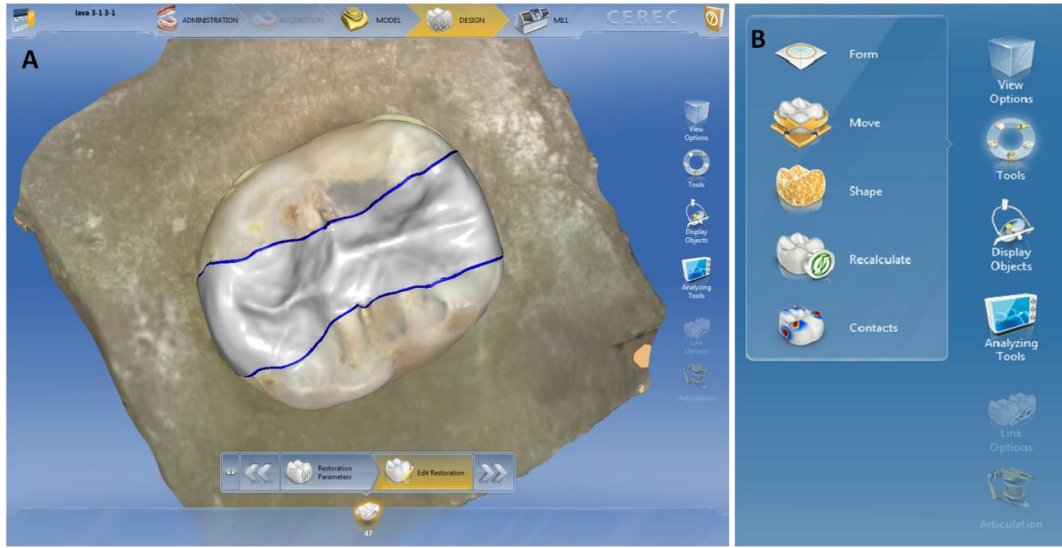 lava 3-1 3-1
ADMINISTRATION
ACQUISITION
MODEL
DESIGN
MILL
CEREC
A
View
Options
Tools
Display
Objects
Analyzing
Tools
Link
Options
Articulation
Restoration
Parameters
Edit Restoration
47
B
Form
Move
Shape
Recalculate
Contacts
View
Options
Tools
Display
Objects
Analyzing
Tools
Link
Options
Articulation